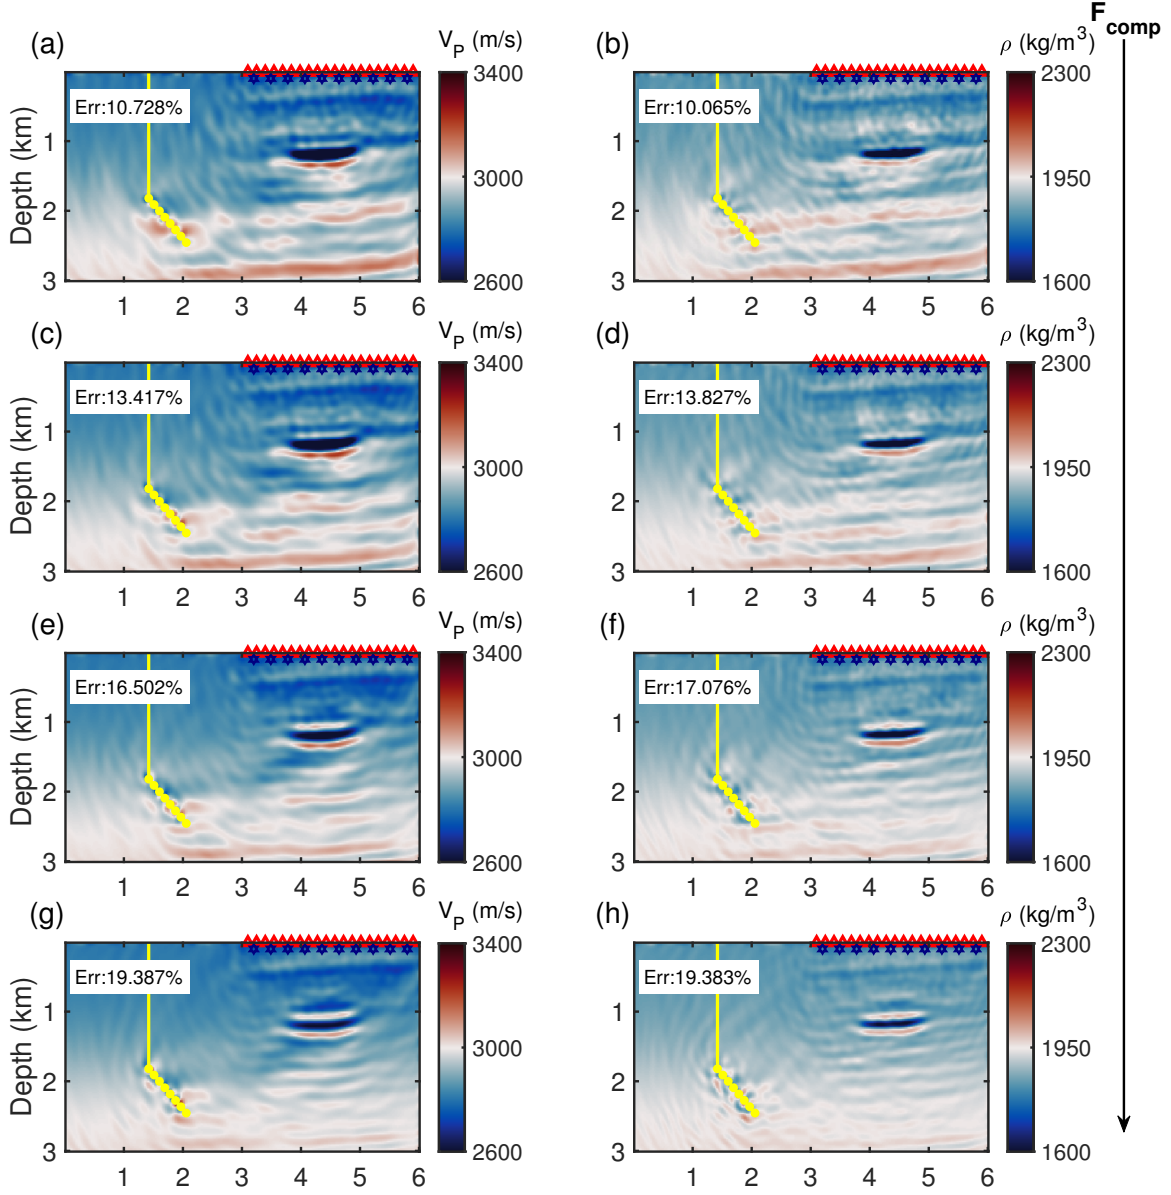 F_comp
(a)
V_P (m/s)
(b)
ρ (kg/m^3)
Err:10.728%
3400
3000
2600
Depth (km)
1
2
3
1 2 3 4 5 6
Err:10.065%
2300
1950
1600
1
2
3
1 2 3 4 5 6
(c)
V_P (m/s)
(d)
ρ (kg/m^3)
Err:13.417%
3400
3000
2600
Depth (km)
1
2
3
1 2 3 4 5 6
Err:13.827%
2300
1950
1600
1
2
3
1 2 3 4 5 6
(e)
V_P (m/s)
(f)
ρ (kg/m^3)
Err:16.502%
3400
3000
2600
Depth (km)
1
2
3
1 2 3 4 5 6
Err:17.076%
2300
1950
1600
1
2
3
1 2 3 4 5 6
(g)
V_P (m/s)
(h)
ρ (kg/m^3)
Err:19.387%
3400
3000
2600
Depth (km)
1
2
3
1 2 3 4 5 6
Err:19.383%
2300
1950
1600
1
2
3
1 2 3 4 5 6